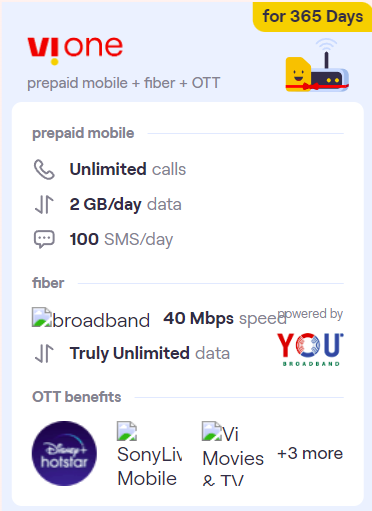 for 365 Days
Vi one
prepaid mobile + fiber + OTT
prepaid mobile
Unlimited calls
2 GB/day data
100 SMS/day
fiber
powered by
broadband 40 Mbps speed
YOU
BROADBAND
Truly Unlimited data
OTT benefits
Disney+
hotstar
SonyLiv
Mobile
Vi
Movies
& TV
+3 more